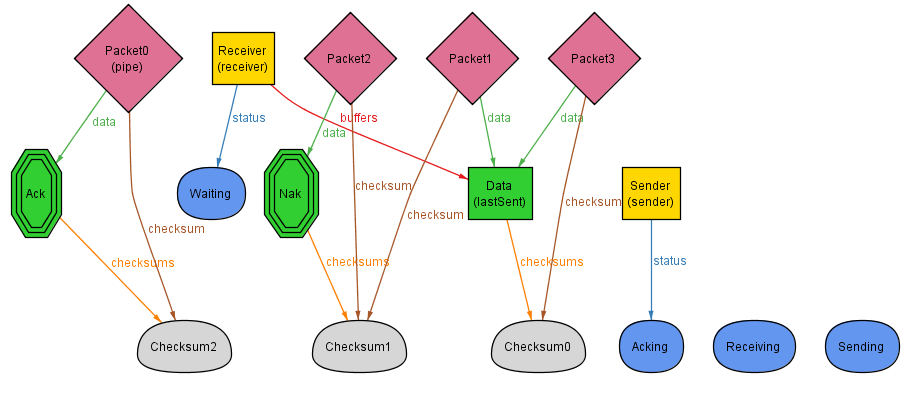 Packet0
(pipe)
Receiver
(receiver)
Packet2
Packet1
Packet3
data
status
buffers
data
data
data
Ack
Waiting
Nak
checksum
Data
(lastSent)
Sender
(sender)
checksum
checksum
checksum
checksums
checksums
checksums
status
Checksum2
Checksum1
Checksum0
Acking
Receiving
Sending